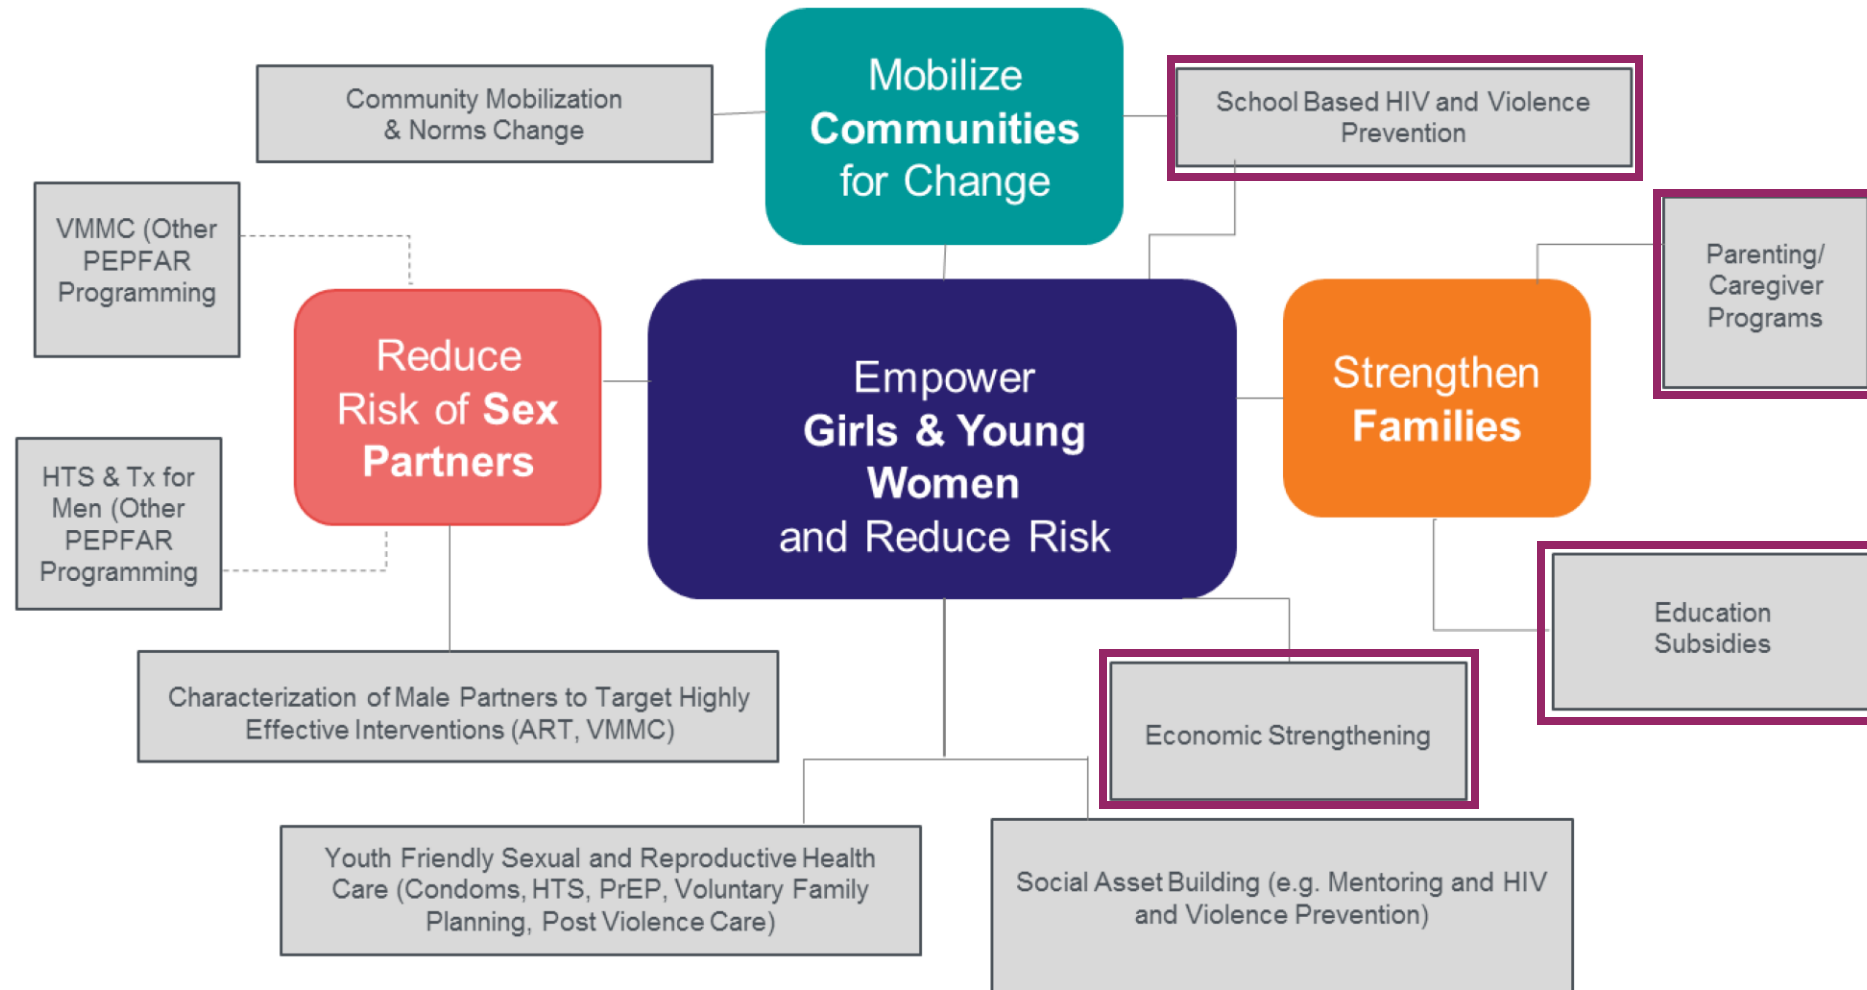 Mobilize
Communities
for Change
Community Mobilization
& Norms Change
School Based HIV and Violence
Prevention
VMMC (Other
PEPFAR
Programming
Parenting/
Caregiver
Programs
Reduce
Risk of Sex
Partners
Empower
Girls & Young
Women
and Reduce Risk
Strengthen
Families
HTS & Tx for
Men (Other
PEPFAR
Programming
Education
Subsidies
Characterization of Male Partners to Target Highly
Effective Interventions (ART, VMMC)
Economic Strengthening
Youth Friendly Sexual and Reproductive Health
Care (Condoms, HTS, PrEP, Voluntary Family
Planning, Post Violence Care)
Social Asset Building (e.g. Mentoring and HIV
and Violence Prevention)